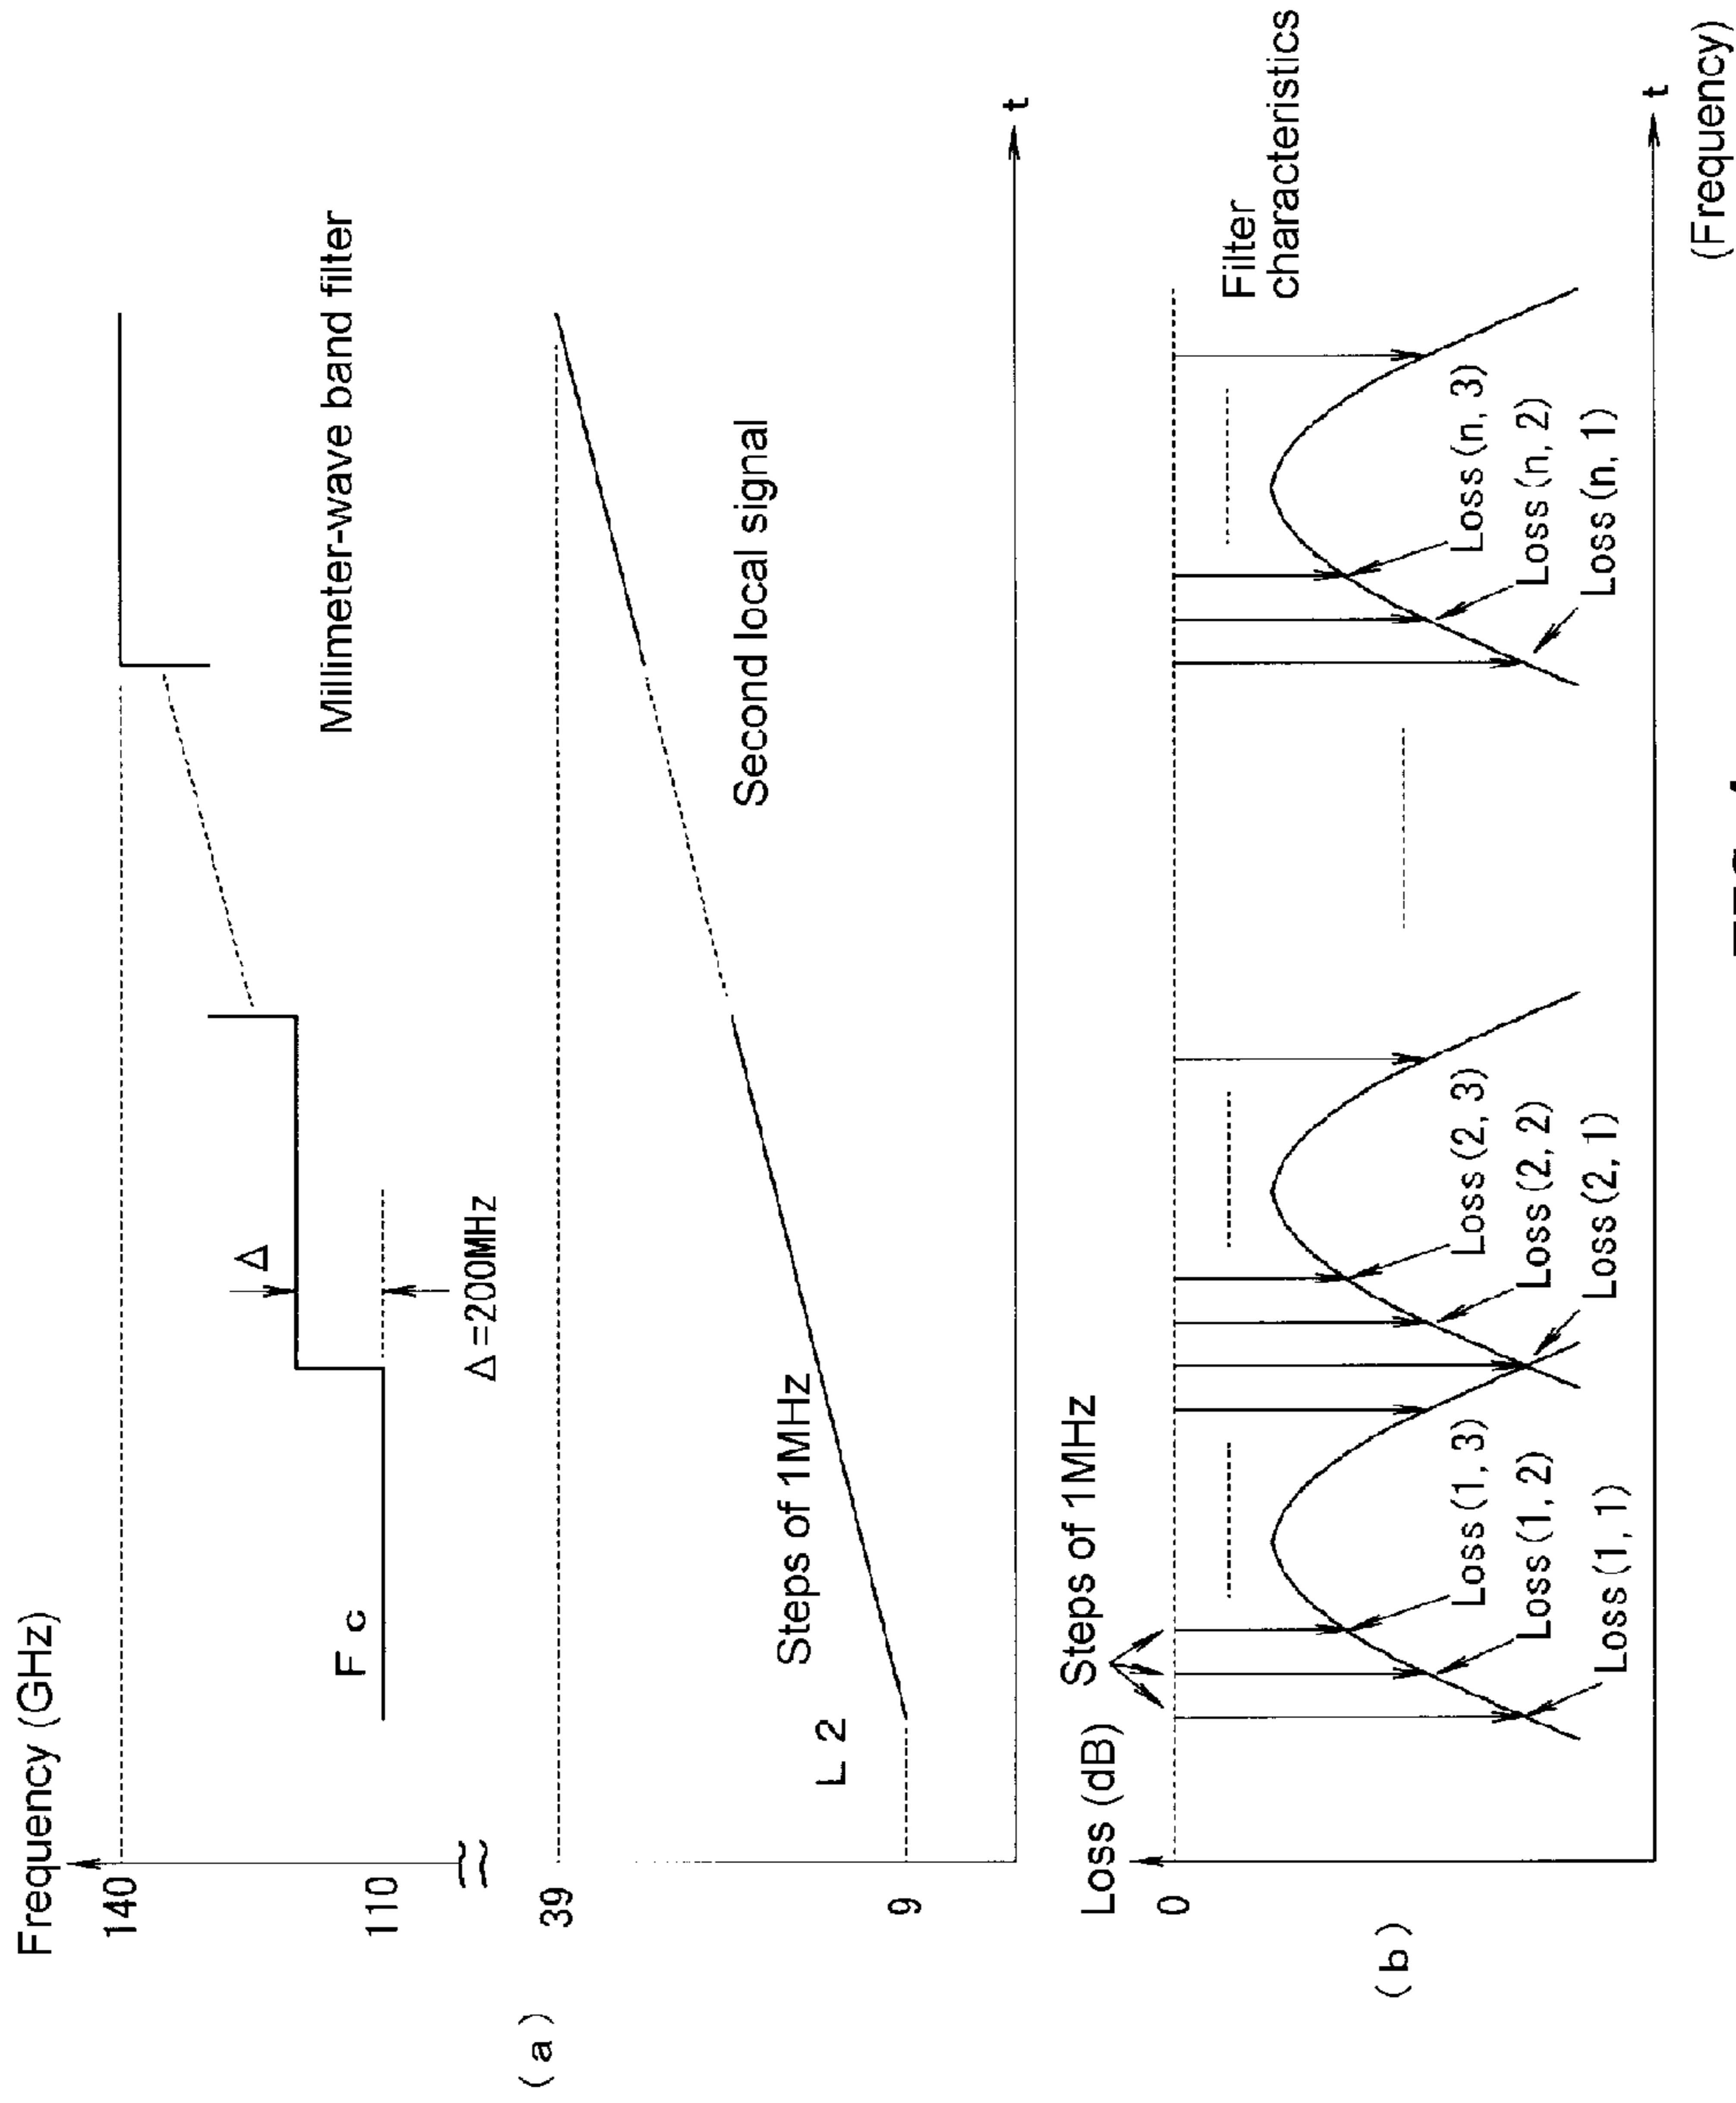 Frequency (GHz)
140
110
39
9
(a)
F c
Δ
Δ=200MHz
Millimeter-wave band filter
L 2
Steps of 1MHz
Second local signal
t
Loss (dB)
0
(b)
Steps of 1MHz
Filter
characteristics
Loss (1, 3)
Loss (1, 2)
Loss (1, 1)
Loss (2, 3)
Loss (2, 2)
Loss (2, 1)
Loss (n, 3)
Loss (n, 2)
Loss (n, 1)
t
(Frequency)